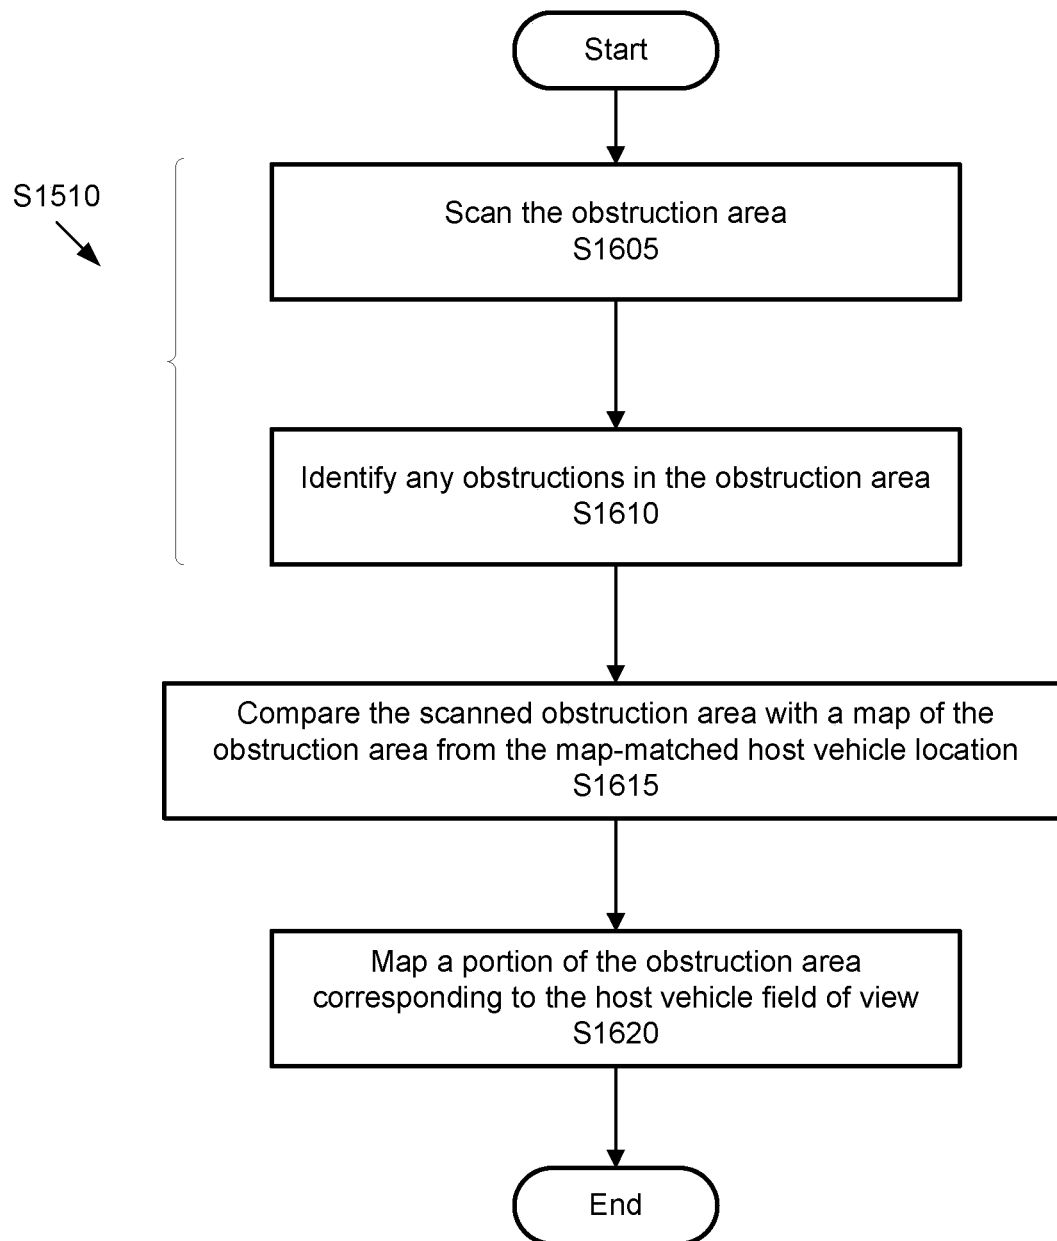 Start
S1510
Scan the obstruction area
S1605
Identify any obstructions in the obstruction area
S1610
Compare the scanned obstruction area with a map of the
obstruction area from the map-matched host vehicle location
S1615
Map a portion of the obstruction area
corresponding to the host vehicle field of view
S1620
End